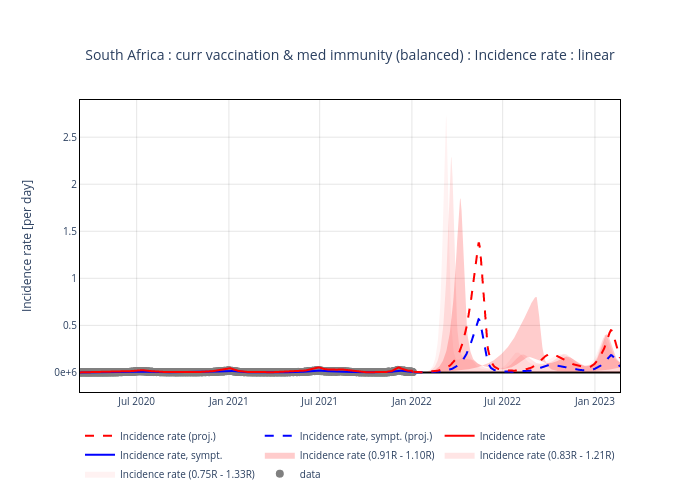 South Africa : curr vaccination & med immunity (balanced) : Incidence rate : linear
Incidence rate [per day]
2.5
2
1.5
1
0.5
0e+6
Jul 2020
Jan 2021
Jul 2021
Jan 2022
Jul 2022
Jan 2023
Incidence rate (proj.)
Incidence rate, sympt. (proj.)
Incidence rate
Incidence rate, sympt.
Incidence rate (0.91R - 1.10R)
Incidence rate (0.83R - 1.21R)
Incidence rate (0.75R - 1.33R)
data